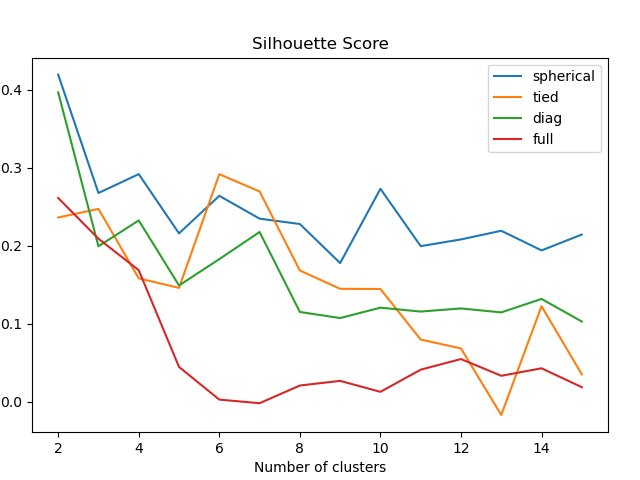 Silhouette Score
spherical
tied
diag
full
0.4
0.3
0.2
0.1
0.0
2 4 6 8 10 12 14
Number of clusters